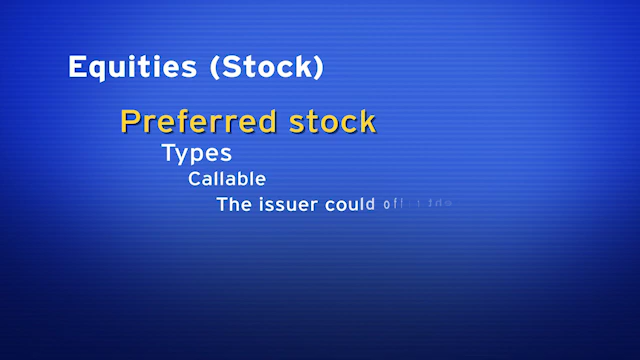 Equities (Stock)
Preferred stock
Types
Callable
The issuer could